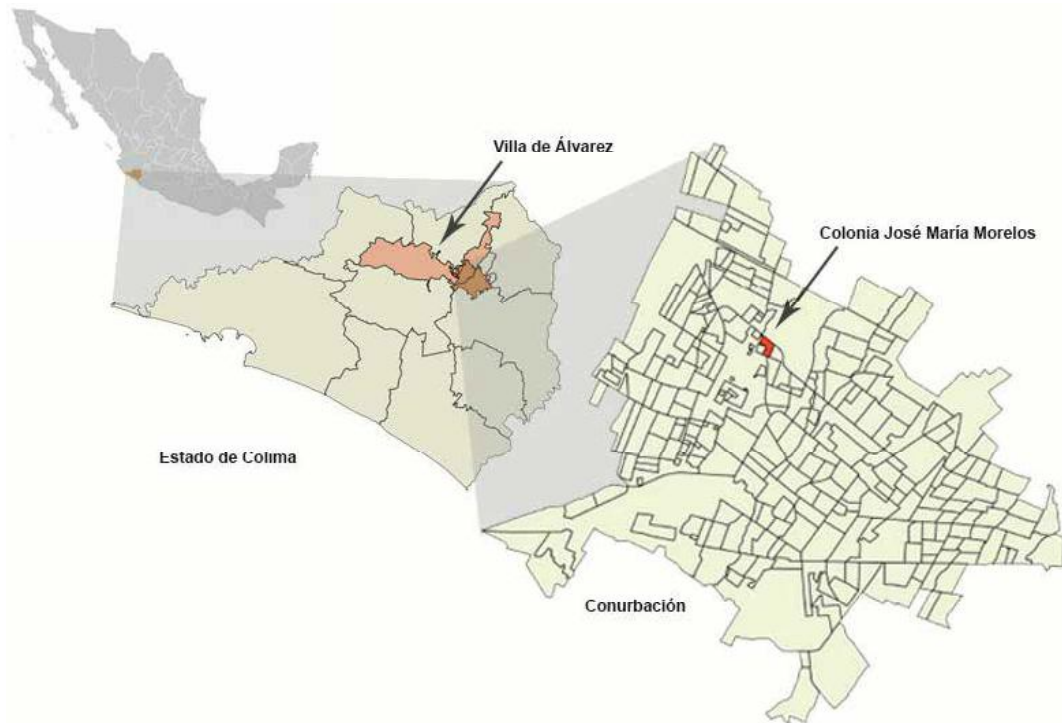 Villa de Álvarez
Colonia José María Morelos
Estado de Colima
Conurbación